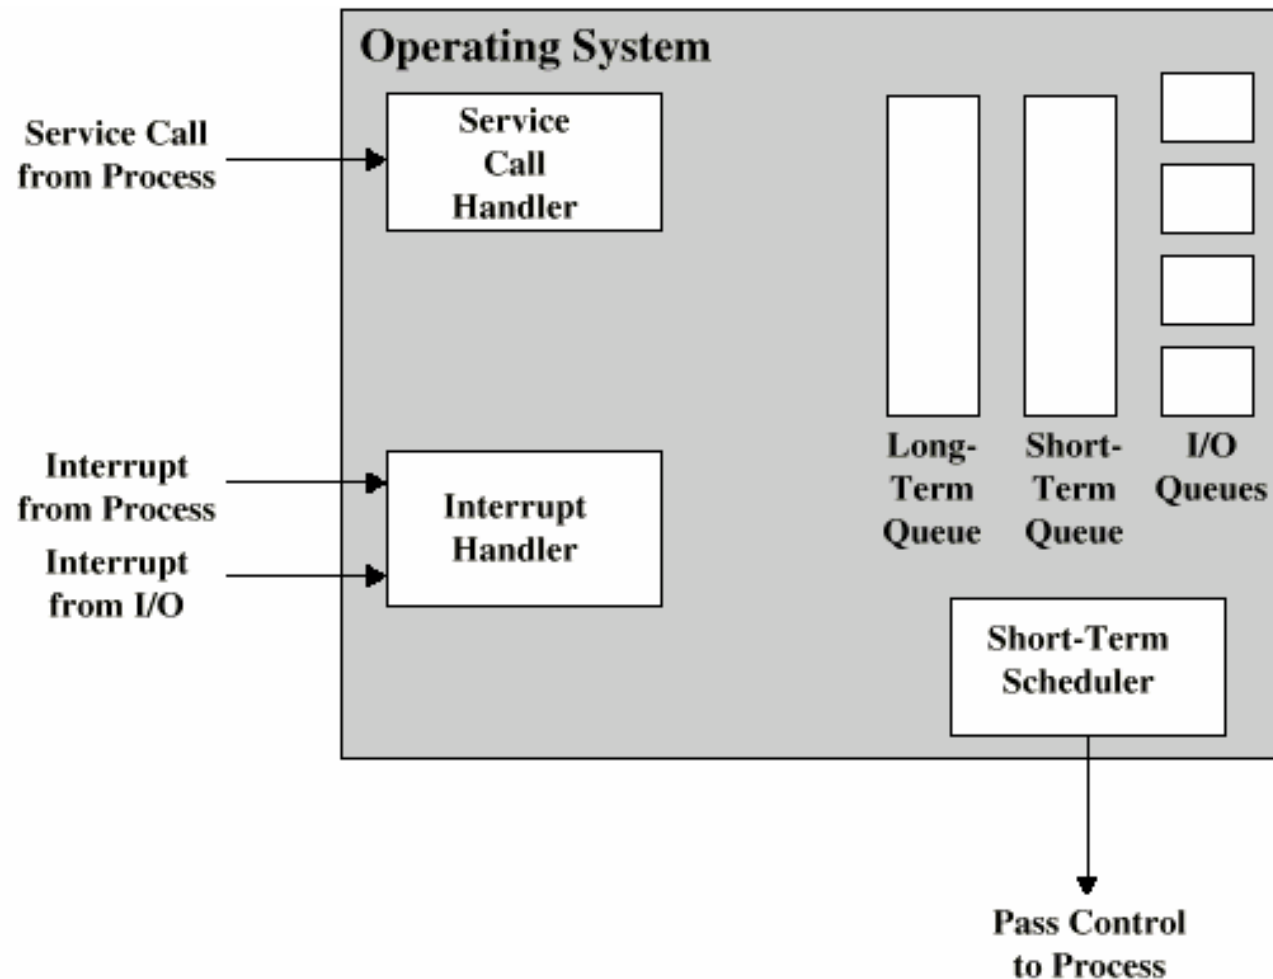 Operating System
Service Call
from Process
Service
Call
Handler
Interrupt
from Process
Interrupt
from I/O
Interrupt
Handler
Long-
Term
Queue
Short-
Term
Queue
I/O
Queues
Short-Term
Scheduler
Pass Control
to Process